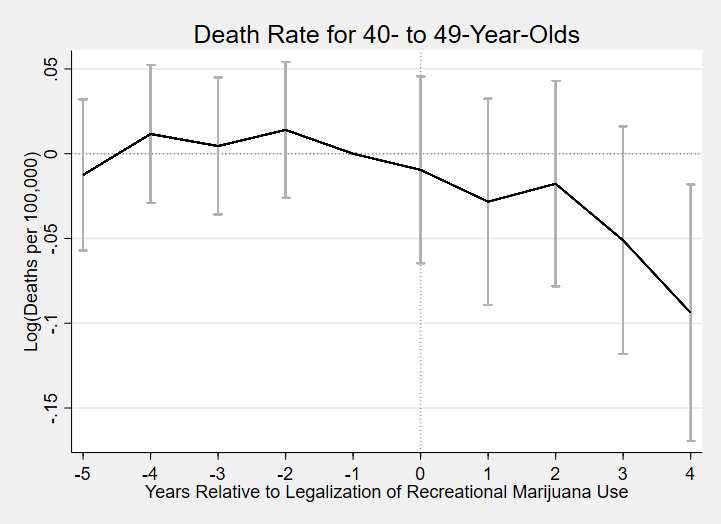 Death Rate for 40- to 49-Year-Olds
Log(Deaths per 100,000)
.05
0
-.05
-.1
-.15
-5 -4 -3 -2 -1 0 1 2 3 4
Years Relative to Legalization of Recreational Marijuana Use